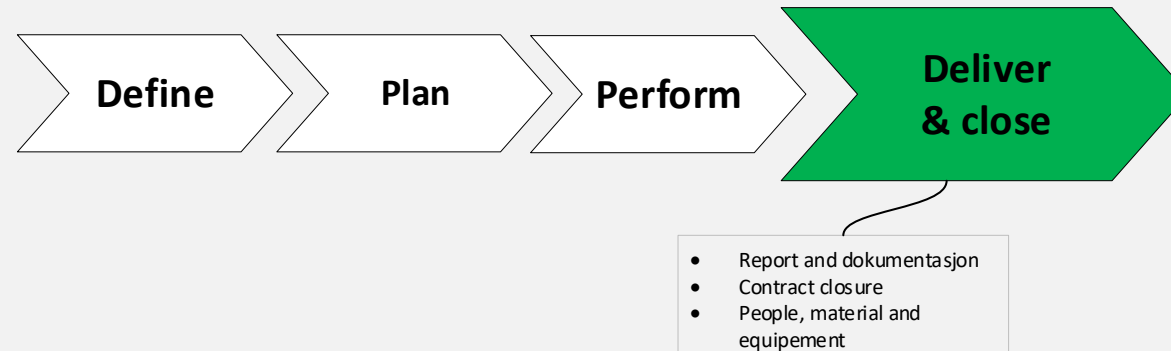 Define
Plan
Perform
Deliver
& close
• Report and dokumentasjon
• Contract closure
• People, material and
equipement